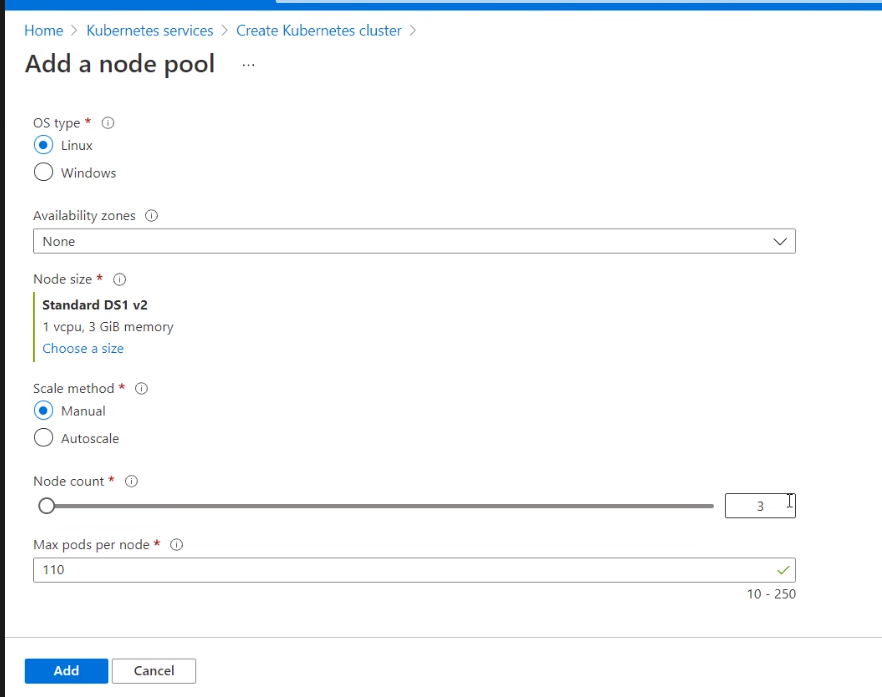 Home > Kubernetes services > Create Kubernetes cluster >
Add a node pool ...
OS type *
Linux
Windows
Availability zones
None
Node size *
Standard DS1 v2
1 vcpu, 3 GiB memory
Choose a size
Scale method *
Manual
Autoscale
Node count *
3
Max pods per node *
110
10 - 250
Add Cancel